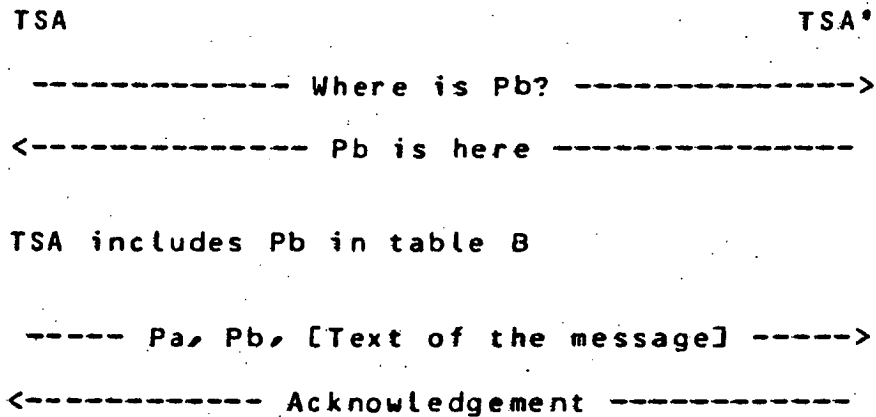 TSA TSA'
------------- Where is Pb? -------------->
<-------------- Pb is here ---------------
TSA includes Pb in table B
----- Pa, Pb, [Text of the message] ----->
<------------ Acknowledgement ------------